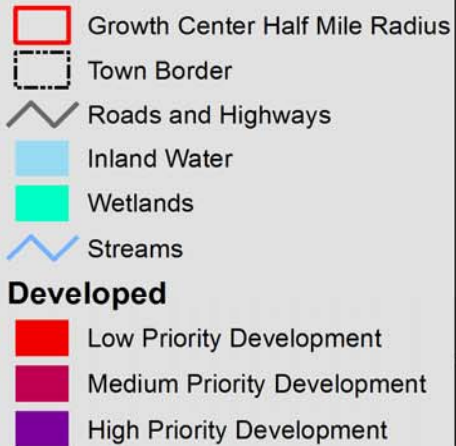 Growth Center Half Mile Radius
Town Border
Roads and Highways
Inland Water
Wetlands
Streams
Developed
Low Priority Development
Medium Priority Development
High Priority Development